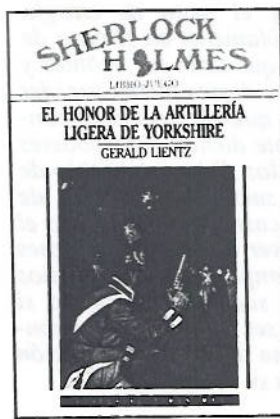 SHERLOCK
HOLMES
LIBRO-JUEGO
EL HONOR DE LA ARTILLERÍA
LIGERA DE YORKSHIRE
GERALD LIENTZ